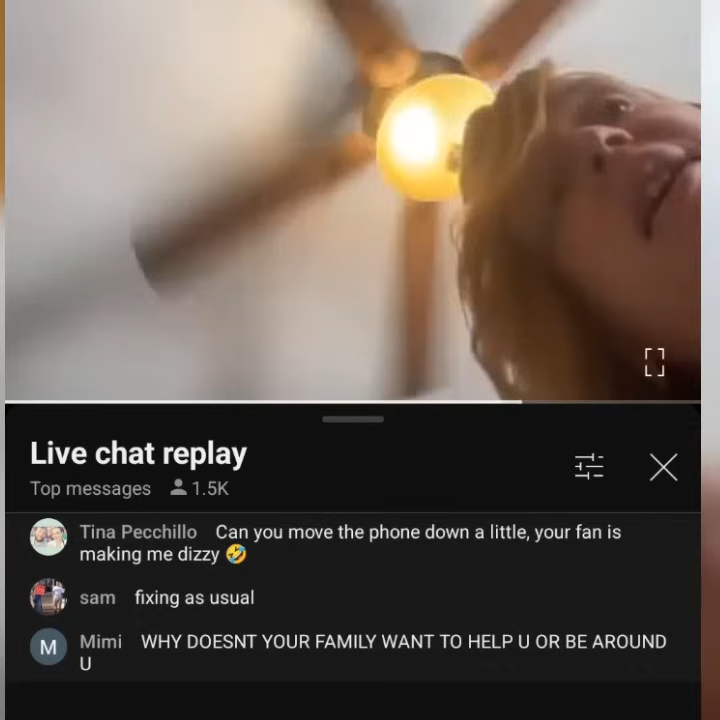 Live chat replay
Top messages 1.5K
Tina Pecchillo Can you move the phone down a little, your fan is
making me dizzy 🤣
sam fixing as usual
M Mimi WHY DOESNT YOUR FAMILY WANT TO HELP U OR BE AROUND
U